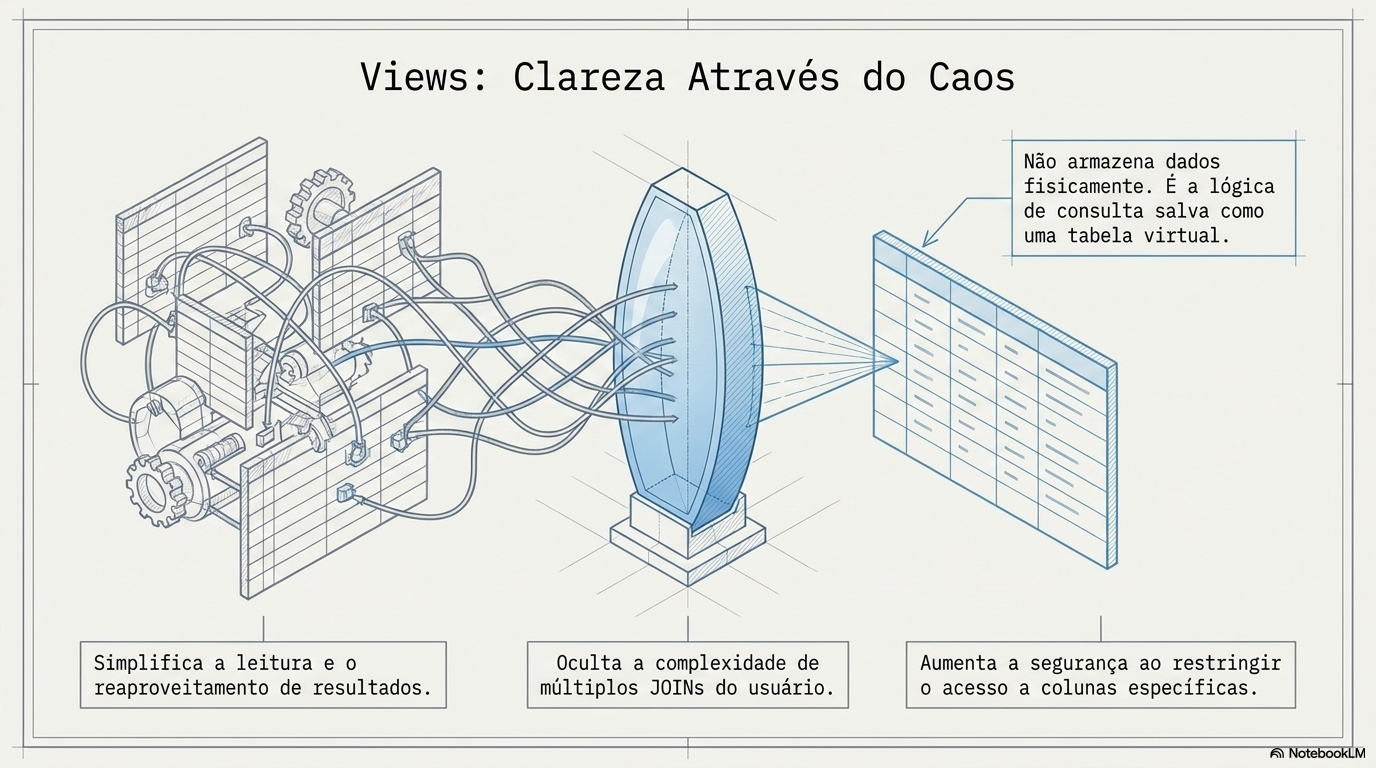 Views: Clareza Através do Caos
Não armazena dados
fisicamente. É a lógica
de consulta salva como
uma tabela virtual.
Simplifica a leitura e o
reaproveitamento de resultados.
Oculta a complexidade de
múltiplos JOINs do usuário.
Aumenta a segurança ao restringir
o acesso a colunas específicas.
NotebookLM